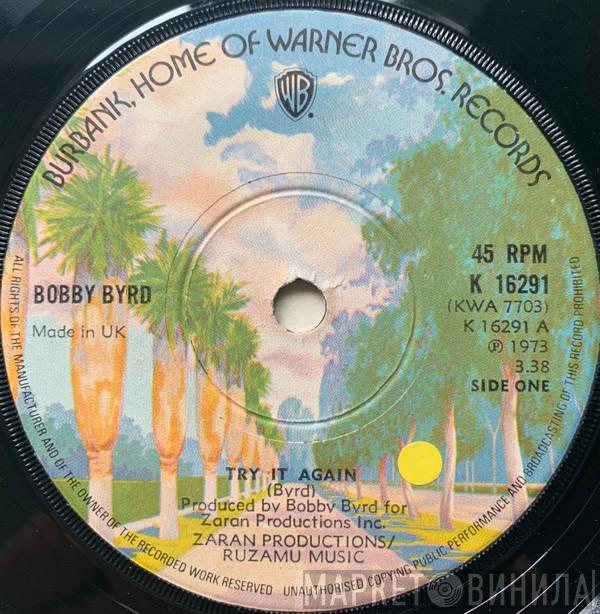 BURBANK, HOME OF WARNER BROS. RECORDS
WB
BOBBY BYRD
Made in UK
45 RPM
K 16291
(KWA 7703)
K 16291 A
Ⓟ 1973
3.38
SIDE ONE
TRY IT AGAIN
(Byrd)
Produced by Bobby Byrd for
Zaran Productions Inc.
ZARAN PRODUCTIONS/
RUZAMU MUSIC
ALL RIGHTS OF THE MANUFACTURER AND OF THE OWNER OF THE RECORDED WORK RESERVED UNAUTHORISED COPYING PUBLIC PERFORMANCE AND BROADCASTING OF THIS RECORD PROHIBITED
МАРКЕТ ВИНИЛА